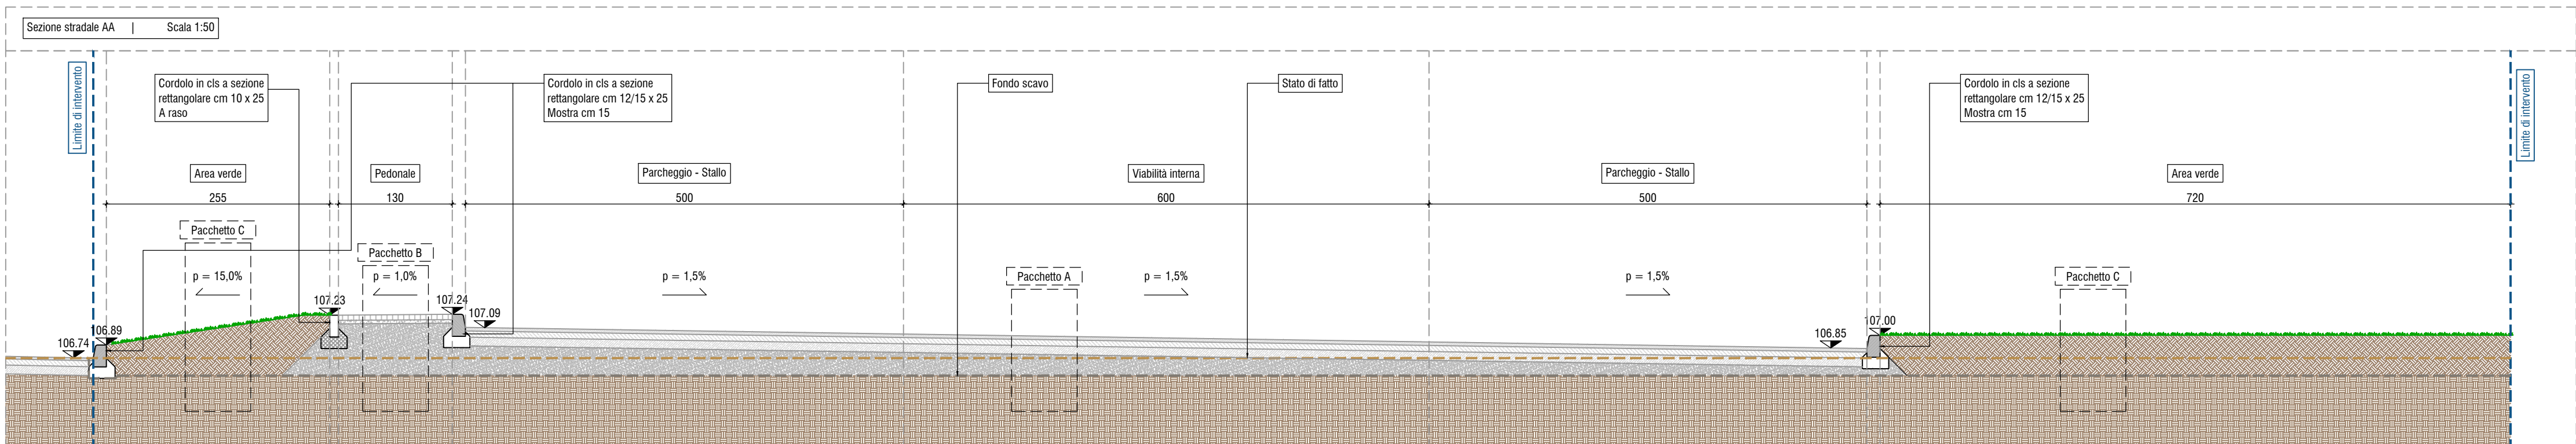 Sezione stradale AA | Scala 1:50
Limite di intervento
Cordolo in cls a sezione
rettangolare cm 10 x 25
A raso
Cordolo in cls a sezione
rettangolare cm 12/15 x 25
Mostra cm 15
Fondo scavo
Stato di fatto
Cordolo in cls a sezione
rettangolare cm 12/15 x 25
Mostra cm 15
Limite di intervento
Area verde
Pedonale
Parcheggio - Stallo
Viabilità interna
Parcheggio - Stallo
Area verde
255
130
500
600
500
720
Pacchetto C
Pacchetto B
Pacchetto A
Pacchetto C
p = 15,0%
p = 1,0%
p = 1,5%
p = 1,5%
p = 1,5%
106.74
106.89
107.23
107.24
107.09
106.85
107.00